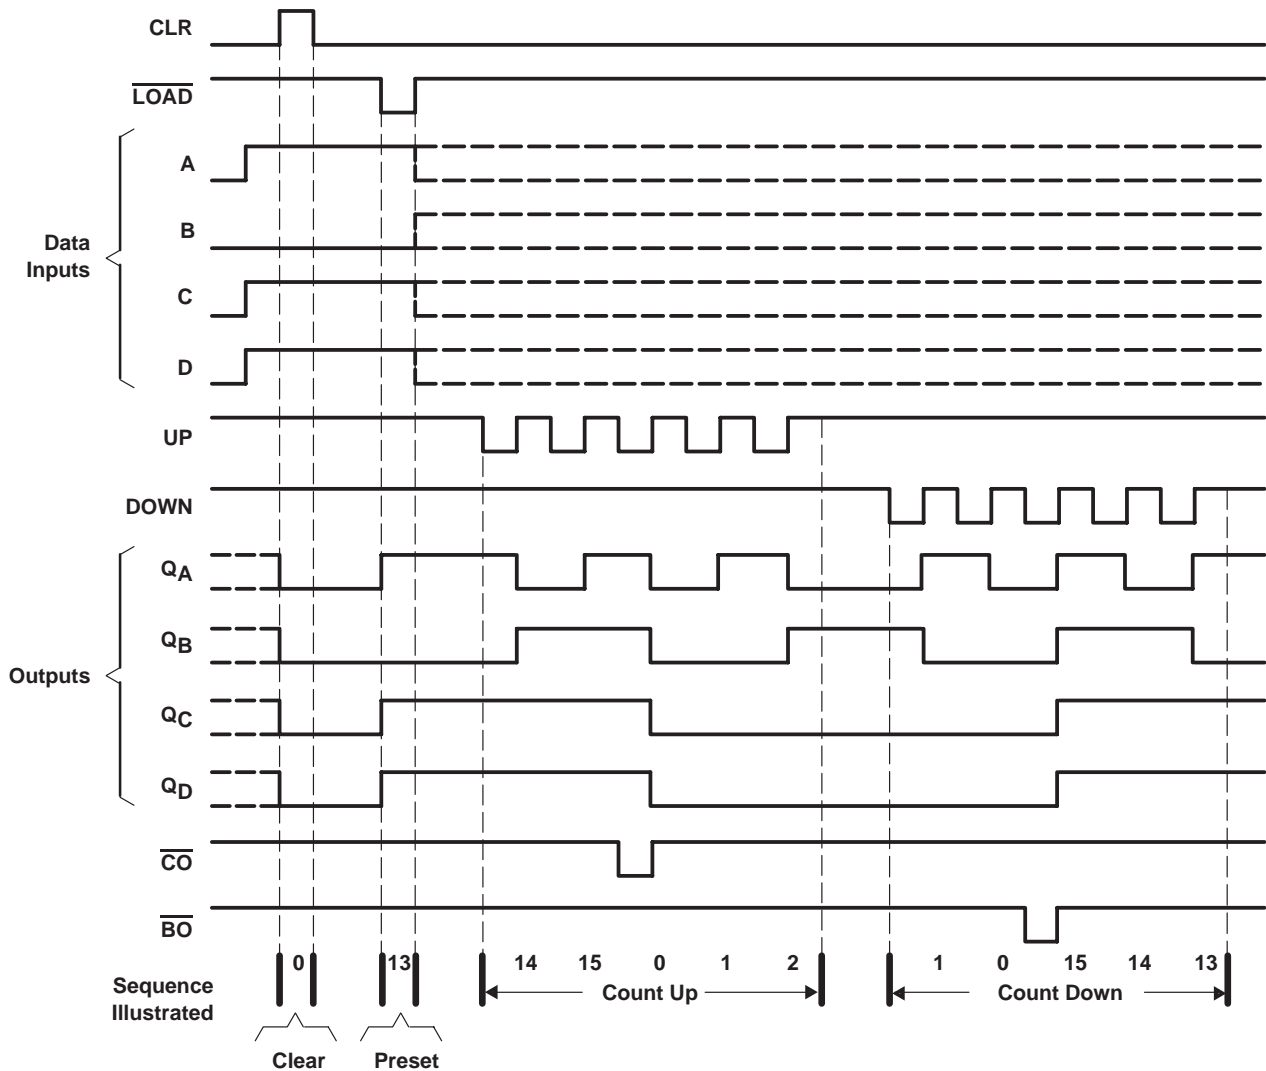 CLR
LOAD
A
B
Data
Inputs
C
D
UP
DOWN
QA
QB
Outputs
QC
QD
CO
BO
0 13 14 15 0 1 2 1 0 15 14 13
Sequence
Illustrated
Count Up Count Down
Clear Preset